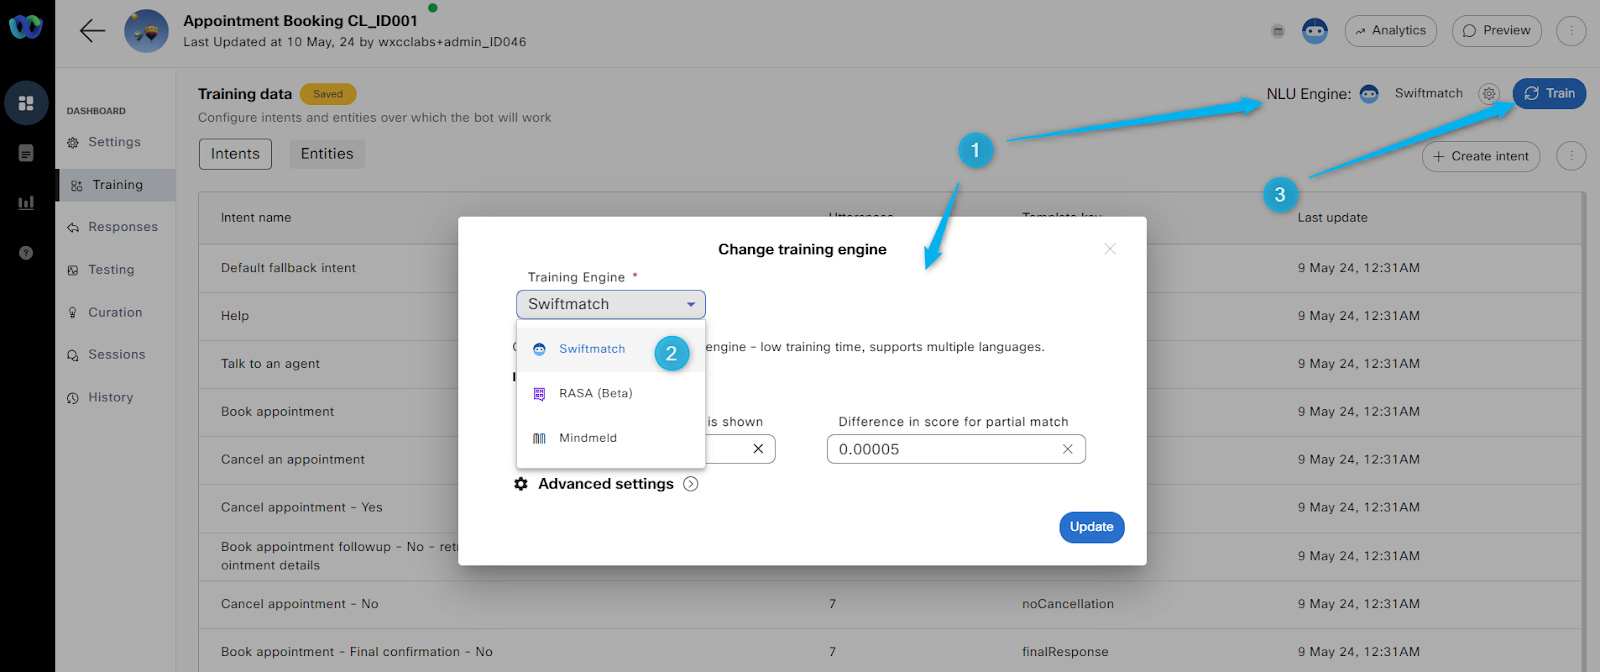 Appointment Booking CL_ID001
Last Updated at 10 May, 24 by wxcclabs+admin_ID046
Analytics
Preview
DASHBOARD
Settings
Training
Responses
Testing
Curation
Sessions
History
Training data
Saved
Configure intents and entities over which the bot will work
NLU Engine:
Swiftmatch
Train
1
3
Intents
Entities
Create intent
Intent name
Utterances
Template key
Last update
Default fallback intent
9 May 24, 12:31AM
Help
9 May 24, 12:31AM
Talk to an agent
9 May 24, 12:31AM
Book appointment
9 May 24, 12:31AM
Cancel an appointment
9 May 24, 12:31AM
Cancel appointment - Yes
9 May 24, 12:31AM
Book appointment followup - No - ret
ointment details
9 May 24, 12:31AM
Cancel appointment - No
7
noCancellation
9 May 24, 12:31AM
Book appointment - Final confirmation - No
7
finalResponse
9 May 24, 12:31AM
Change training engine
Training Engine *
Swiftmatch
Swiftmatch
2
RASA (Beta)
Mindmeld
engine - low training time, supports multiple languages.
is shown
Difference in score for partial match
0.00005
Advanced settings
Update